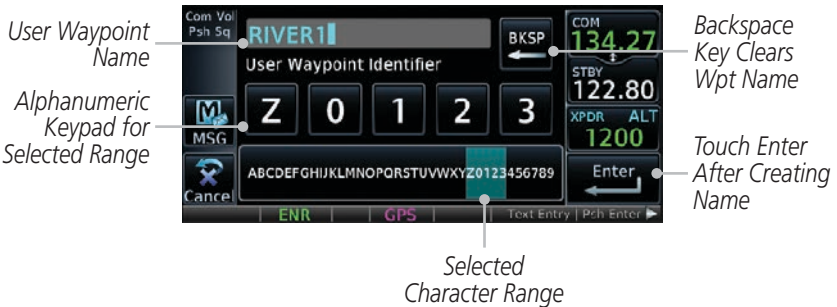 User Waypoint
Name
Alphanumeric
Keypad for
Selected Range
Com Vol
Psh Sq
RIVER1
BKSP
User Waypoint Identifier
Z 0 1 2 3
MSG
Cancel
ABCDEFGHIJKLMNOPQRSTUVWXYZ0123456789
ENR GPS Text Entry | Psh Enter
COM
134.27
STBY
122.80
XPDR ALT
1200
Enter
Backspace
Key Clears
Wpt Name
Touch Enter
After Creating
Name
Selected
Character Range